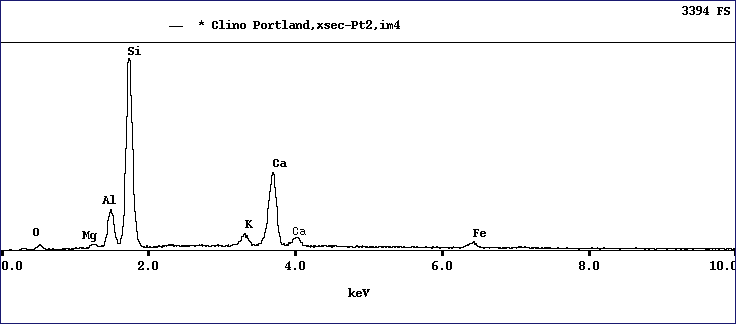 3394 FS
— * Clino Portland,xsec-Pt2,im4
Si
Ca
Al
K
O
Mg
Ca
Fe
0.0 2.0 4.0 6.0 8.0 10.0
keV